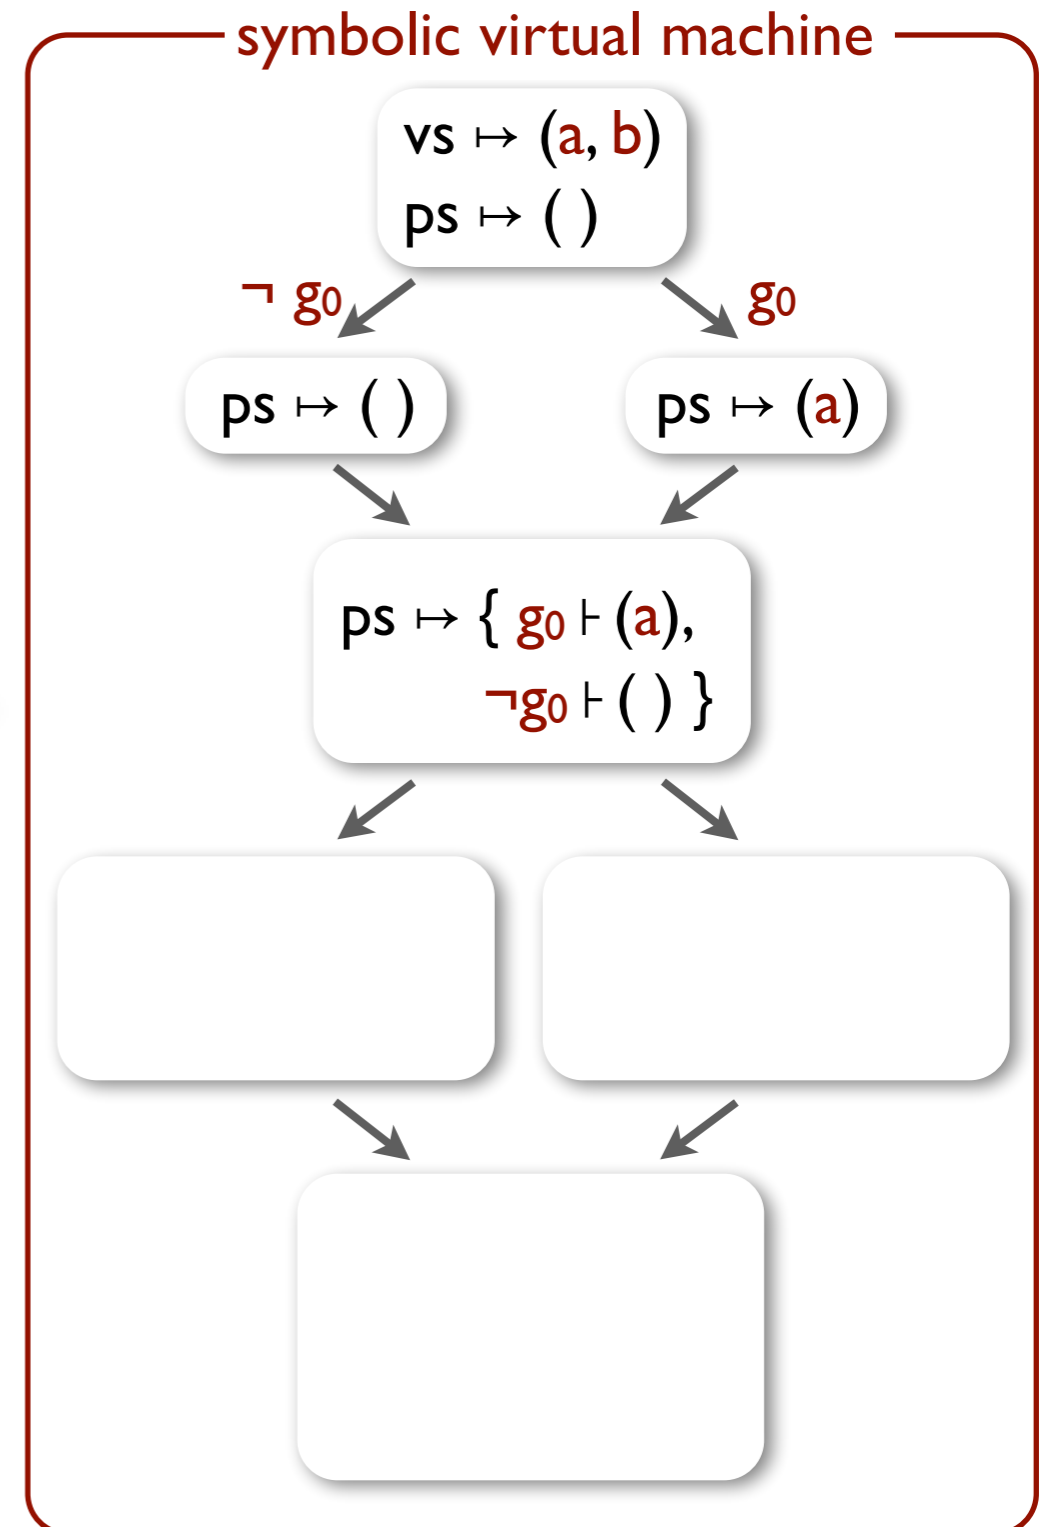 symbolic virtual machine
vs ↦ (a, b)
ps ↦ ( )
¬ g₀
g₀
ps ↦ ( )
ps ↦ (a)
ps ↦ { g₀ ⊦ (a),
¬g₀ ⊦ ( ) }